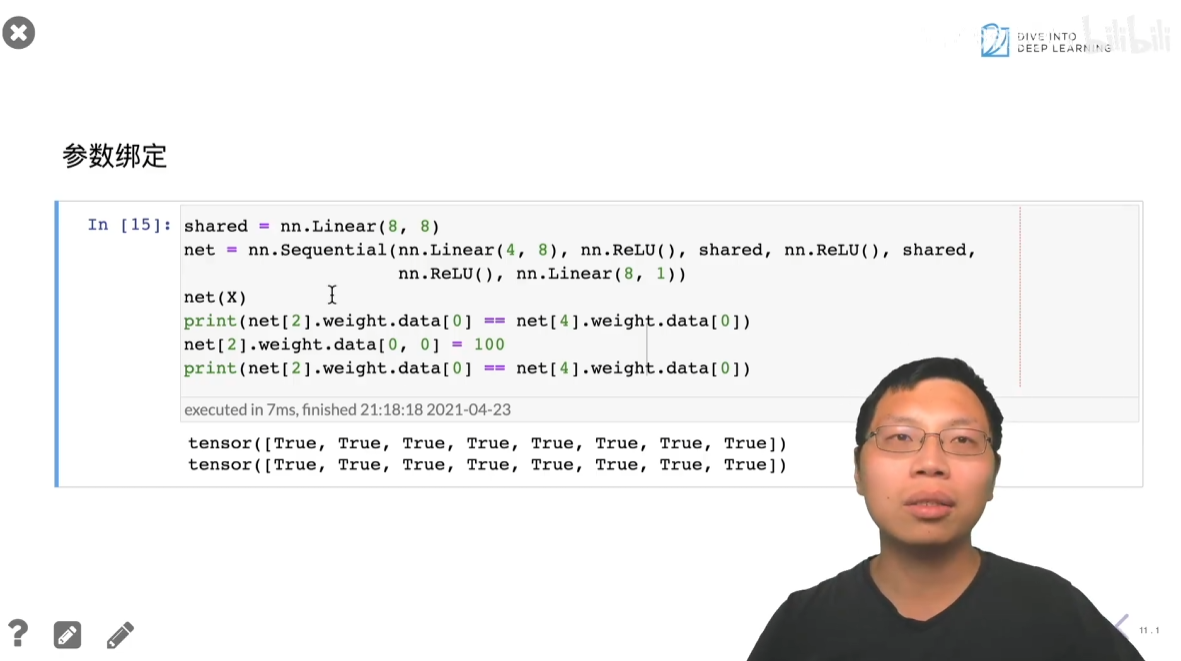 DIVE INTO
DEEP LEARNING
bilibili
参数绑定
In [15]:
shared = nn.Linear(8, 8)
net = nn.Sequential(nn.Linear(4, 8), nn.ReLU(), shared, nn.ReLU(), shared,
nn.ReLU(), nn.Linear(8, 1))
net(X)
print(net[2].weight.data[0] == net[4].weight.data[0])
net[2].weight.data[0, 0] = 100
print(net[2].weight.data[0] == net[4].weight.data[0])
executed in 7ms, finished 21:18:18 2021-04-23
tensor([True, True, True, True, True, True, True, True])
tensor([True, True, True, True, True, True, True, True])
?
11.1